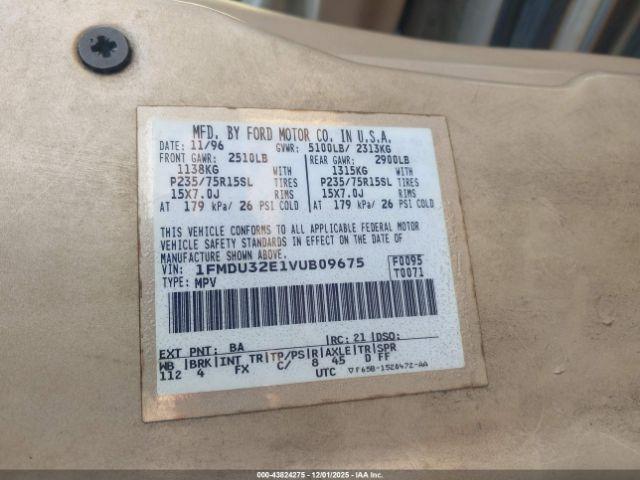 MFD. BY FORD MOTOR CO. IN U.S.A.
DATE: 11/96 GVWR: 5100LB/ 2313KG
FRONT GAWR: 2510LB REAR GAWR: 2900LB
1138KG WITH 1315KG WITH
P235/75R15SL TIRES P235/75R15SL TIRES
15X7.0J RIMS 15X7.0J RIMS
AT 179 kPa/ 26 PSI COLD AT 179 kPa/ 26 PSI COLD
THIS VEHICLE CONFORMS TO ALL APPLICABLE FEDERAL MOTOR
VEHICLE SAFETY STANDARDS IN EFFECT ON THE DATE OF
MANUFACTURE SHOWN ABOVE.
VIN: 1FMDU32E1VUB09675 F0095
TYPE: MPV T0071
EXT PNT: BA RC: 21 DSO:
WB BRK INT TR TP/PS R AXLE TR SPR
112 4 FX C/ 8 45 D FF
UTC ▽F65B-1520472-AA
000-43824275 - 12/01/2025 - IAAI.COM